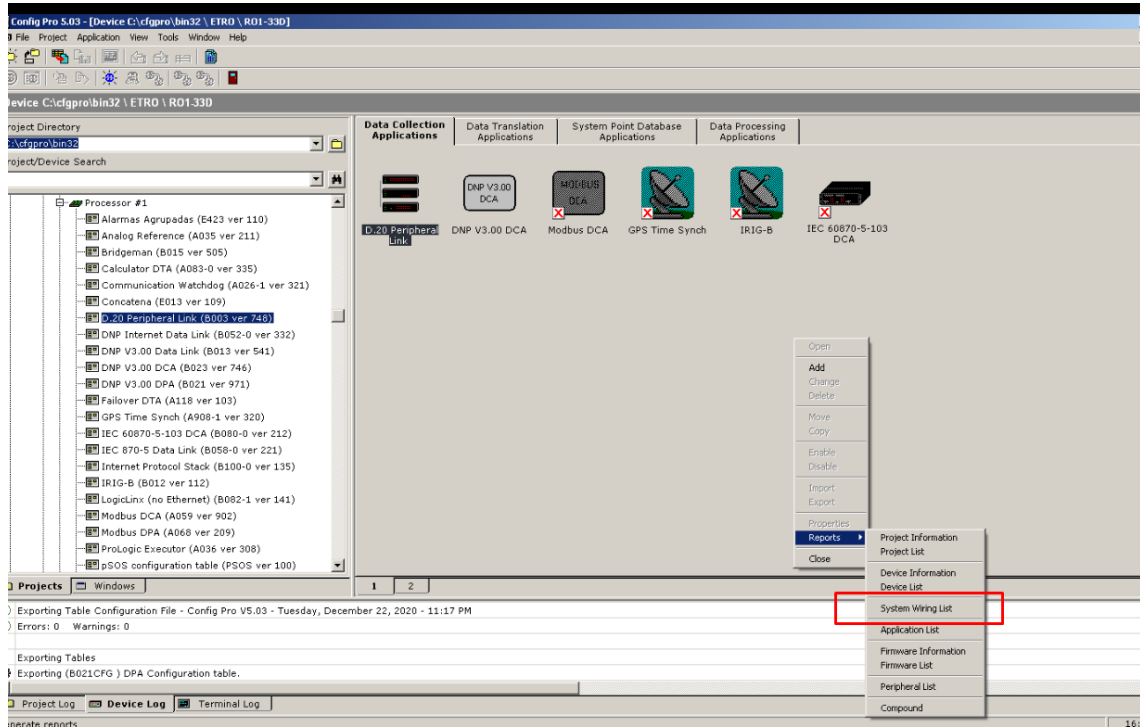 Config Pro 5.03 - [Device C:\cfgpro\bin32 \ ETRO \ RO1-33D]
File Project Application View Tools Window Help
Device C:\cfgpro\bin32 \ ETRO \ RO1-33D
Project Directory
C:\cfgpro\bin32
Project/Device Search
Processor #1
Alarmas Agrupadas (E423 ver 110)
Analog Reference (A035 ver 211)
Bridgeman (B015 ver 505)
Calculator DTA (A083-0 ver 335)
Communication Watchdog (A026-1 ver 321)
Concatena (E013 ver 109)
D.20 Peripheral Link (B003 ver 748)
DNP Internet Data Link (B052-0 ver 332)
DNP V3.00 Data Link (B013 ver 541)
DNP V3.00 DCA (B023 ver 746)
DNP V3.00 DPA (B021 ver 971)
Failover DTA (A118 ver 103)
GPS Time Synch (A908-1 ver 320)
IEC 60870-5-103 DCA (B080-0 ver 212)
IEC 870-5 Data Link (B058-0 ver 221)
Internet Protocol Stack (B100-0 ver 135)
IRIG-B (B012 ver 112)
LogicLinx (no Ethernet) (B082-1 ver 141)
Modbus DCA (A059 ver 902)
Modbus DPA (A068 ver 209)
ProLogic Executor (A036 ver 308)
pSOS configuration table (PSOS ver 100)
Projects Windows
Data Collection
Applications
Data Translation
Applications
System Point Database
Applications
Data Processing
Applications
DNP V3.00
DCA
MODBUS
DCA
D.20 Peripheral
Link
DNP V3.00 DCA
Modbus DCA
GPS Time Synch
IRIG-B
IEC 60870-5-103
DCA
Open
Add
Change
Delete
Move
Copy
Enable
Disable
Import
Export
Properties
Reports
Close
Project Information
Project List
Device Information
Device List
System Wiring List
Application List
Firmware Information
Firmware List
Peripheral List
Compound
1 2
Exporting Table Configuration File - Config Pro V5.03 - Tuesday, December 22, 2020 - 11:17 PM
Errors: 0 Warnings: 0
Exporting Tables
Exporting (B021CFG ) DPA Configuration table.
Project Log Device Log Terminal Log
enerate reports
16: